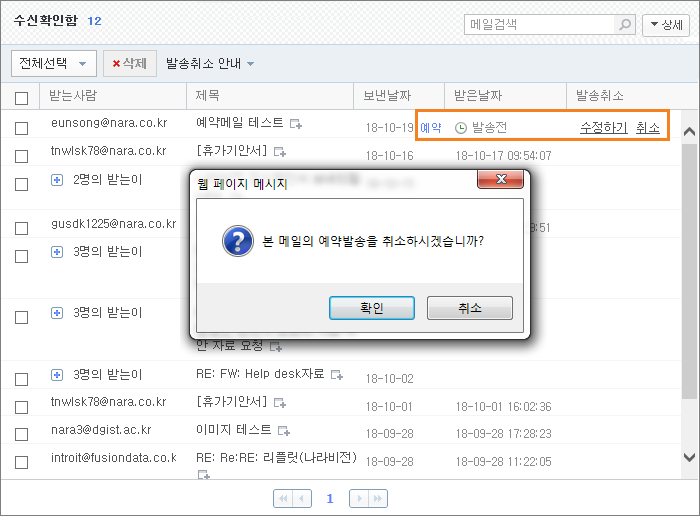 수신확인함 12
메일검색 상세
전체선택 삭제 발송취소 안내
받는사람 제목 보낸날짜 받은날짜 발송취소
eunsong@nara.co.kr 예약메일 테스트 18-10-19 예약 발송전 수정하기 취소
tnwlsk78@nara.co.kr [휴가기안서] 18-10-16 18-10-17 09:54:07
2명의 받는이
웹 페이지 메시지
gusdk1225@nara.co.kr :51
본 메일의 예약발송을 취소하시겠습니까?
3명의 받는이
확인 취소
3명의 받는이
안 자료 요청
3명의 받는이 RE: FW: Help desk자료 18-10-02
tnwlsk78@nara.co.kr [휴가기안서] 18-10-01 18-10-01 16:02:36
nara3@dgist.ac.kr 이미지 테스트 18-09-28 18-09-28 17:28:23
introit@fusiondata.co.k RE: Re:RE: 리플릿(나라비전) 18-09-28 18-09-28 11:22:05
1